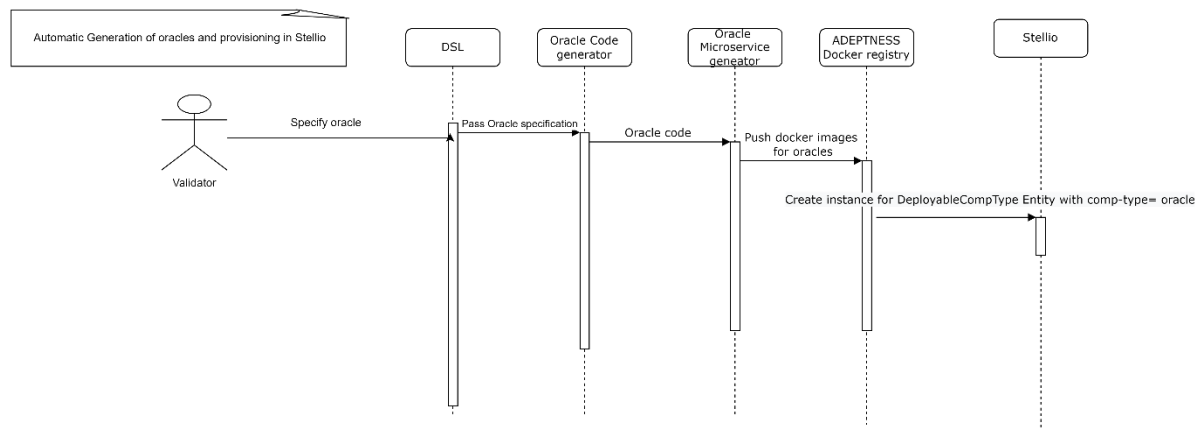 Automatic Generation of oracles and provisioning in Stellio
DSL
Oracle Code
generator
Oracle
Microservice
geneator
ADEPTNESS
Docker registry
Stellio
Specify oracle
Pass Oracle specification
Oracle code
Push docker images
for oracles
Validator
Create instance for DeployableCompType Entity with comp-type= oracle